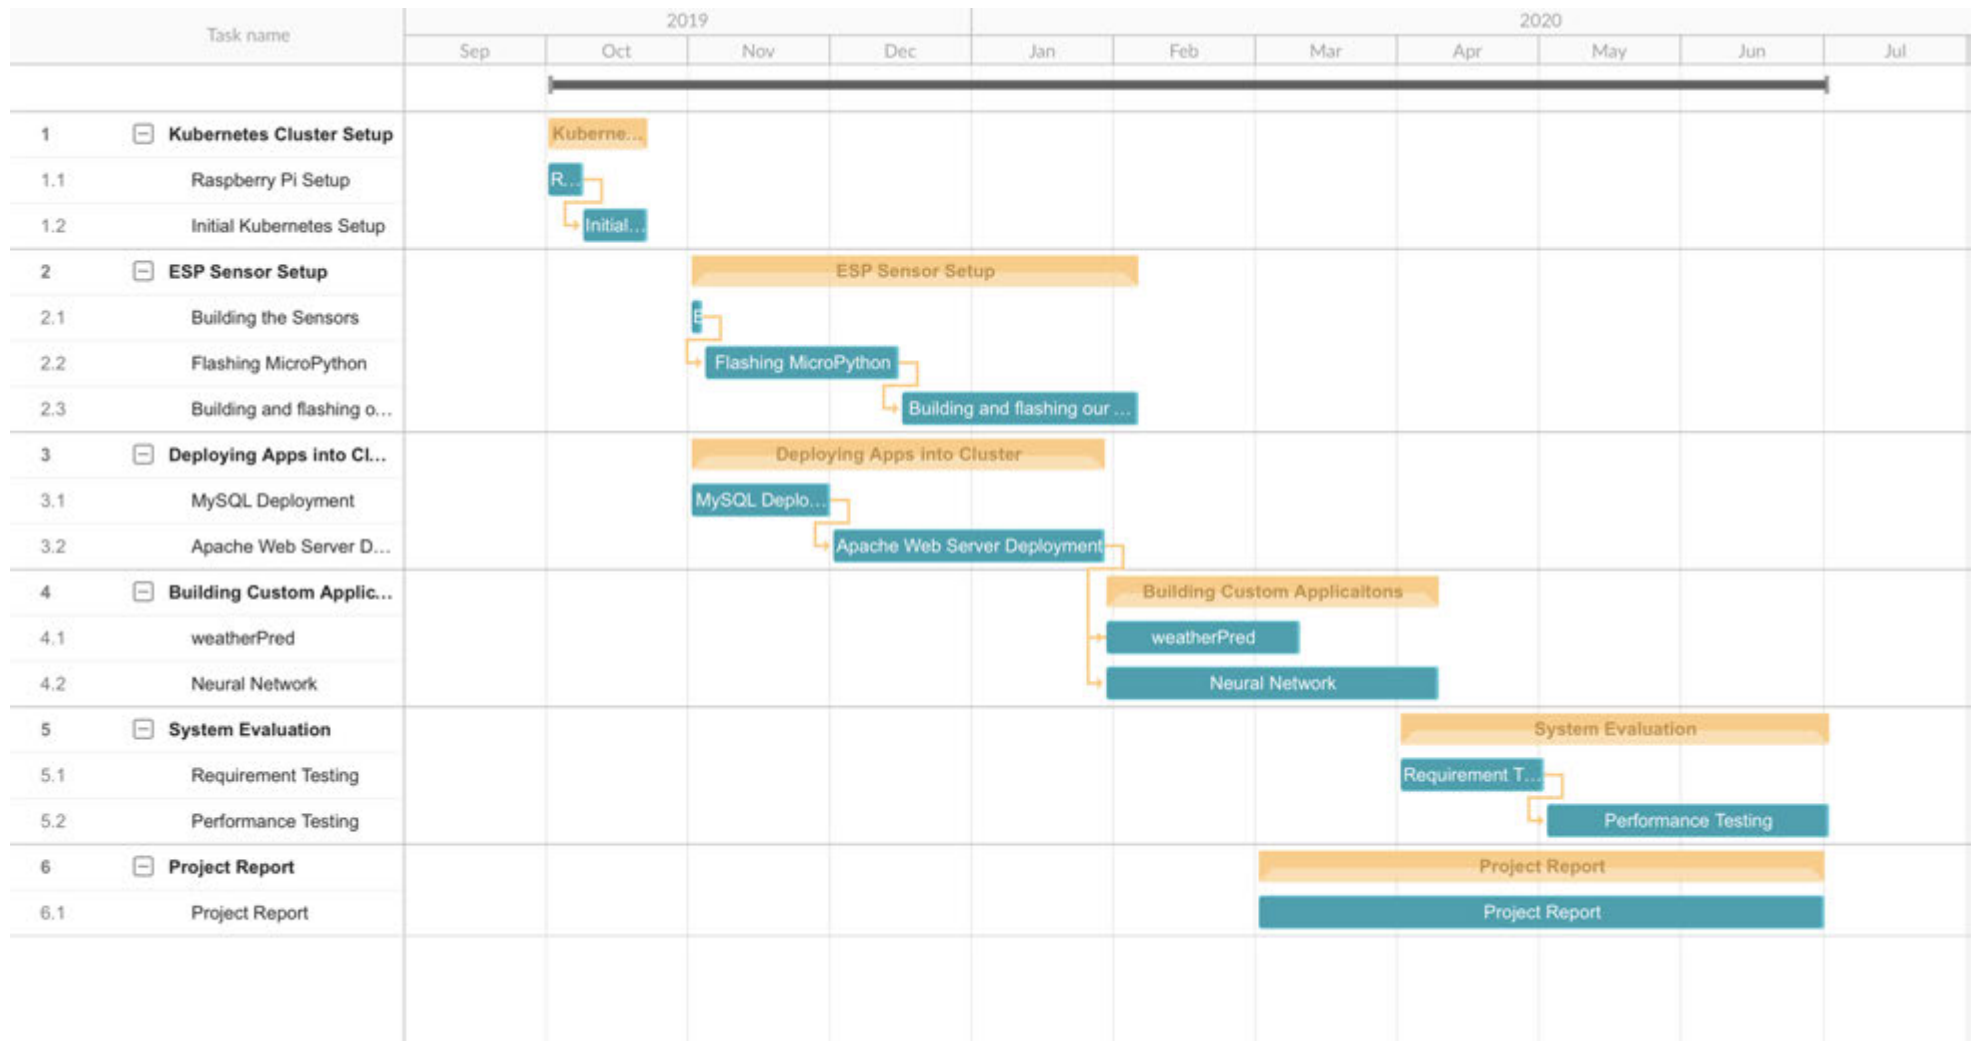 Task name
2019 2020
Sep Oct Nov Dec Jan Feb Mar Apr May Jun Jul
1 Kubernetes Cluster Setup Kuberne...
1.1 Raspberry Pi Setup R...
1.2 Initial Kubernetes Setup Initial...
2 ESP Sensor Setup ESP Sensor Setup
2.1 Building the Sensors
2.2 Flashing MicroPython Flashing MicroPython
2.3 Building and flashing o... Building and flashing our ...
3 Deploying Apps into Cl... Deploying Apps into Cluster
3.1 MySQL Deployment MySQL Deplo...
3.2 Apache Web Server D... Apache Web Server Deployment
4 Building Custom Applic... Building Custom Applicaitons
4.1 weatherPred weatherPred
4.2 Neural Network Neural Network
5 System Evaluation System Evaluation
5.1 Requirement Testing Requirement T...
5.2 Performance Testing Performance Testing
6 Project Report Project Report
6.1 Project Report Project Report